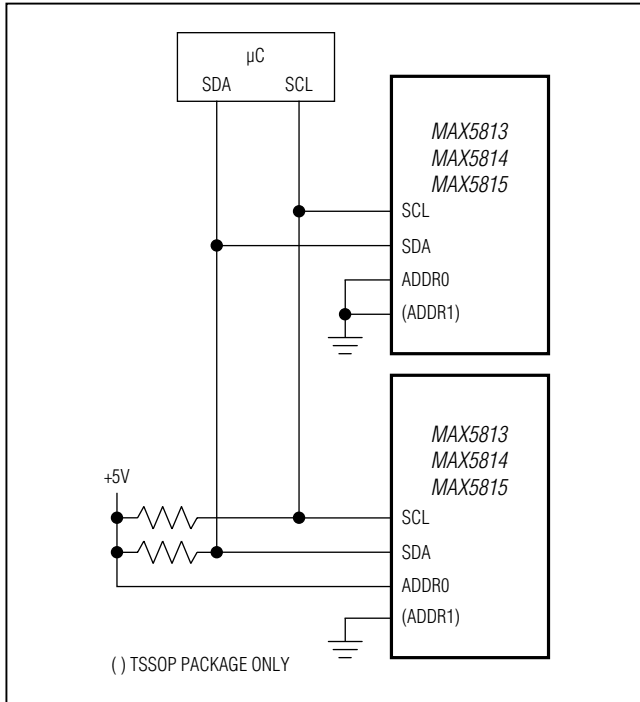 µC
SDA SCL
MAX5813
MAX5814
MAX5815
SCL
SDA
ADDR0
(ADDR1)
MAX5813
MAX5814
MAX5815
+5V
SCL
SDA
ADDR0
(ADDR1)
( ) TSSOP PACKAGE ONLY